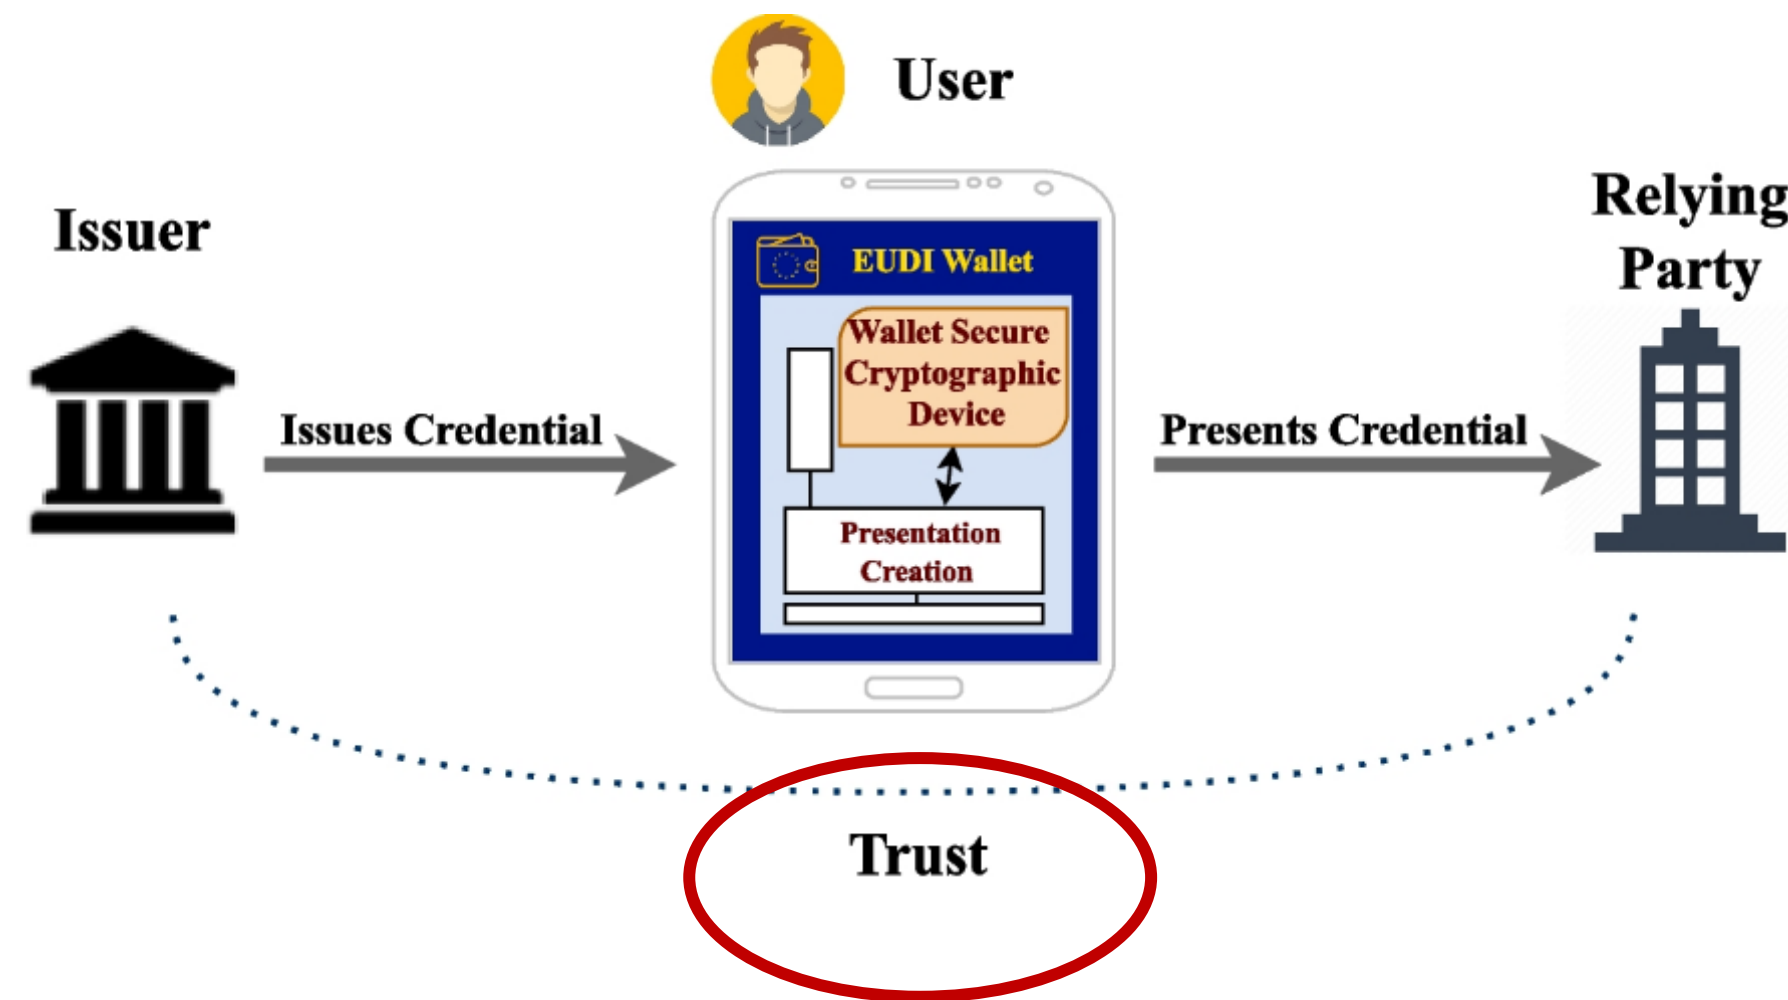 User
Issuer
Relying
Party
EUDI Wallet
Wallet Secure
Cryptographic
Device
Issues Credential
Presents Credential
Presentation
Creation
Trust